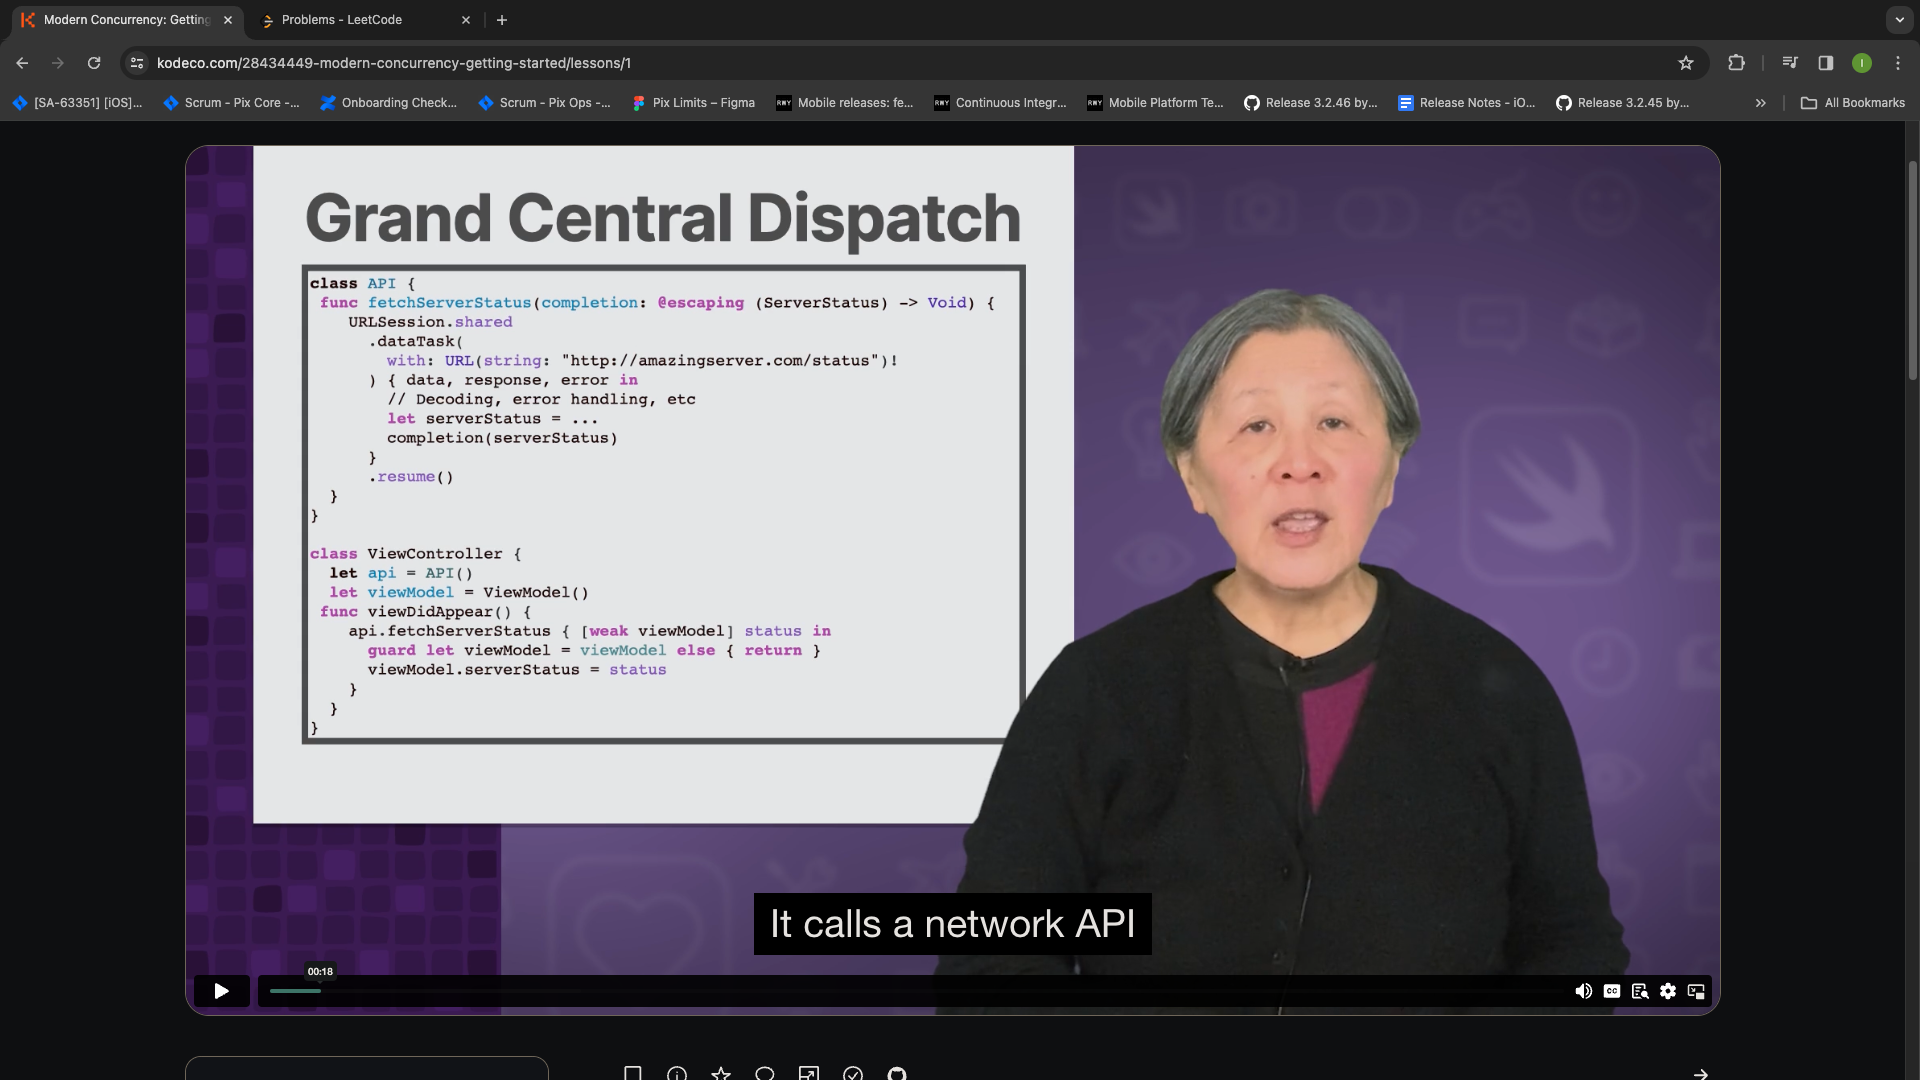 Modern Concurrency: Getting
Problems - LeetCode
kodeco.com/28434449-modern-concurrency-getting-started/lessons/1
I
[SA-63351] [iOS]...
Scrum - Pix Core -...
Onboarding Check...
Scrum - Pix Ops -...
Pix Limits – Figma
RWY
Mobile releases: fe...
RWY
Continuous Integr...
RWY
Mobile Platform Te...
Release 3.2.46 by...
Release Notes - iO...
Release 3.2.45 by...
»
All Bookmarks
Grand Central Dispatch
class API {
func fetchServerStatus(completion: @escaping (ServerStatus) -> Void) {
URLSession.shared
.dataTask(
with: URL(string: "http://amazingserver.com/status")!
) { data, response, error in
// Decoding, error handling, etc
let serverStatus = ...
completion(serverStatus)
}
.resume()
}
}
class ViewController {
let api = API()
let viewModel = ViewModel()
func viewDidAppear() {
api.fetchServerStatus { [weak viewModel] status in
guard let viewModel = viewModel else { return }
viewModel.serverStatus = status
}
}
}
It calls a network API
00:18
CC